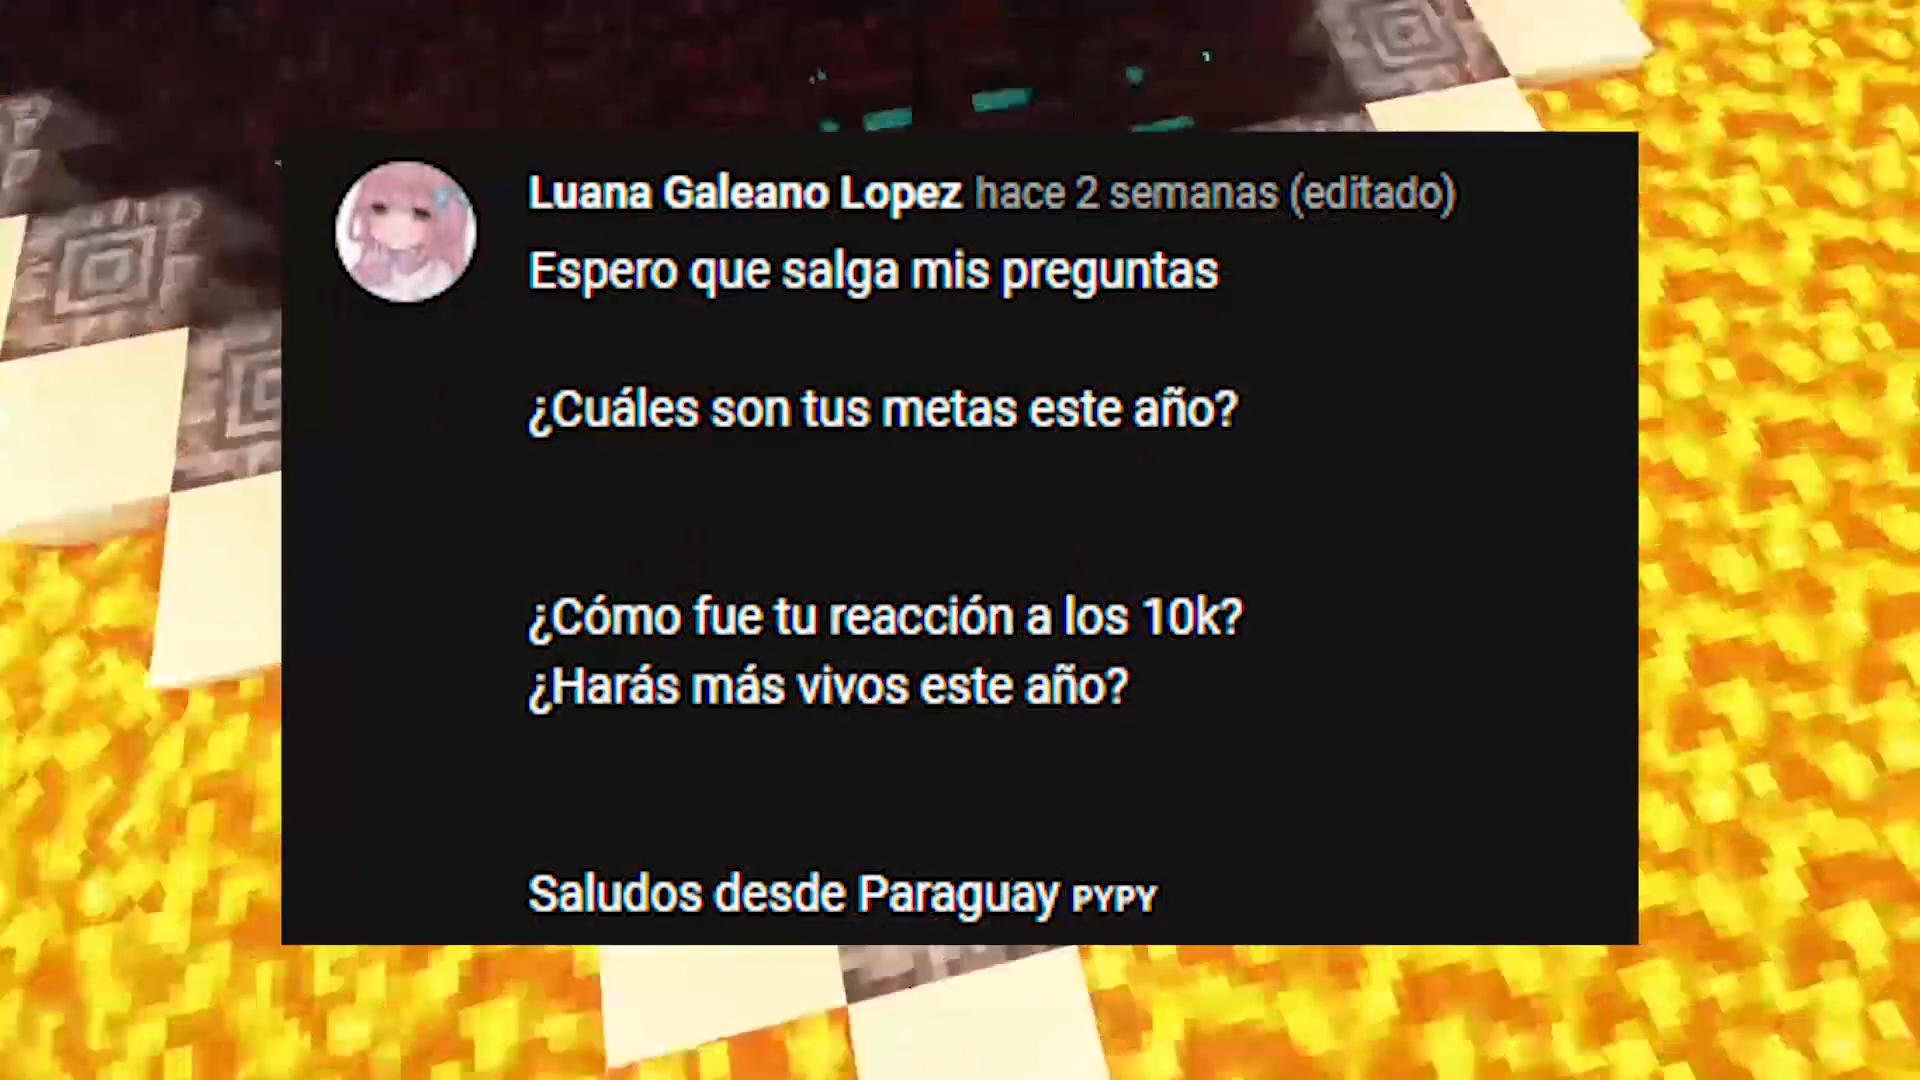 Luana Galeano Lopez hace 2 semanas (editado)
Espero que salga mis preguntas
¿Cuáles son tus metas este año?
¿Cómo fue tu reacción a los 10k?
¿Harás más vivos este año?
Saludos desde Paraguay PYPY